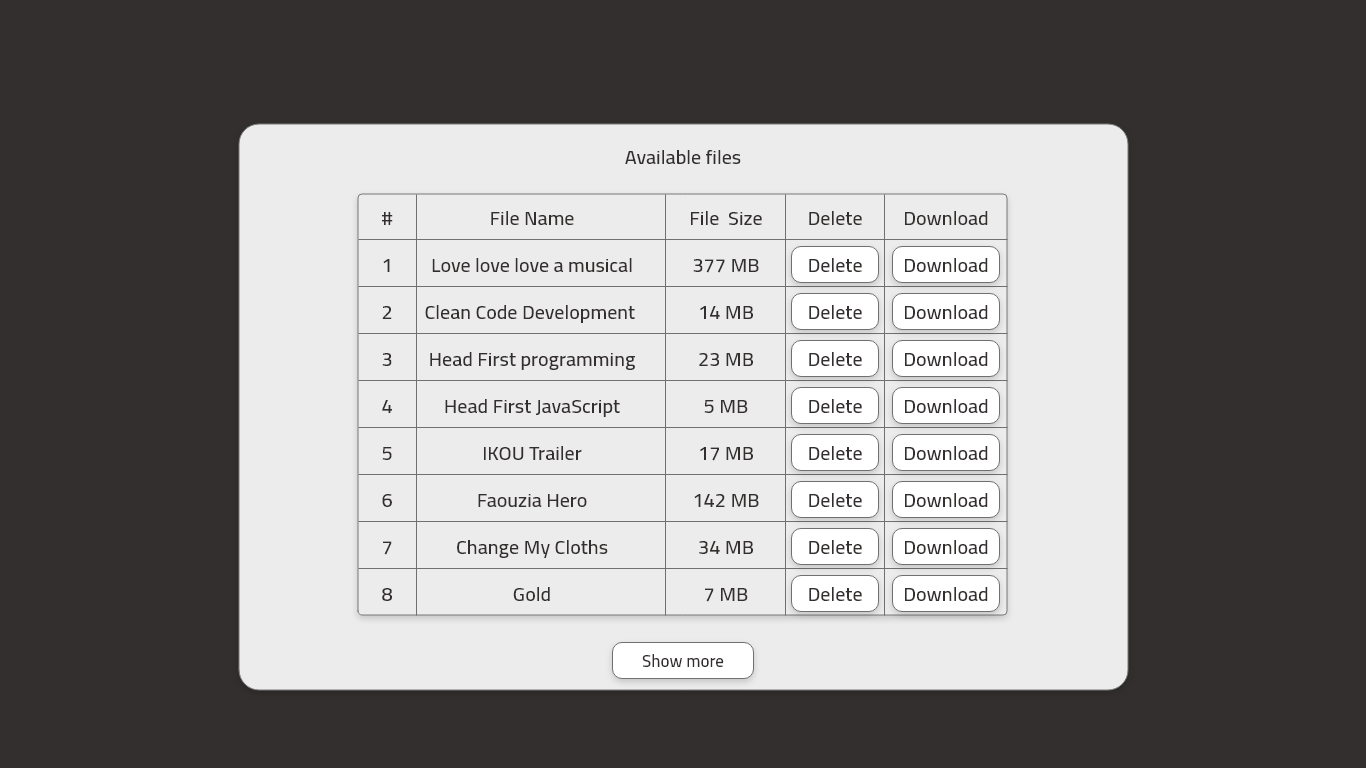 Available files
# File Name File Size Delete Download
1 Love love love a musical 377 MB Delete Download
2 Clean Code Development 14 MB Delete Download
3 Head First programming 23 MB Delete Download
4 Head First JavaScript 5 MB Delete Download
5 IKOU Trailer 17 MB Delete Download
6 Faouzia Hero 142 MB Delete Download
7 Change My Cloths 34 MB Delete Download
8 Gold 7 MB Delete Download
Show more